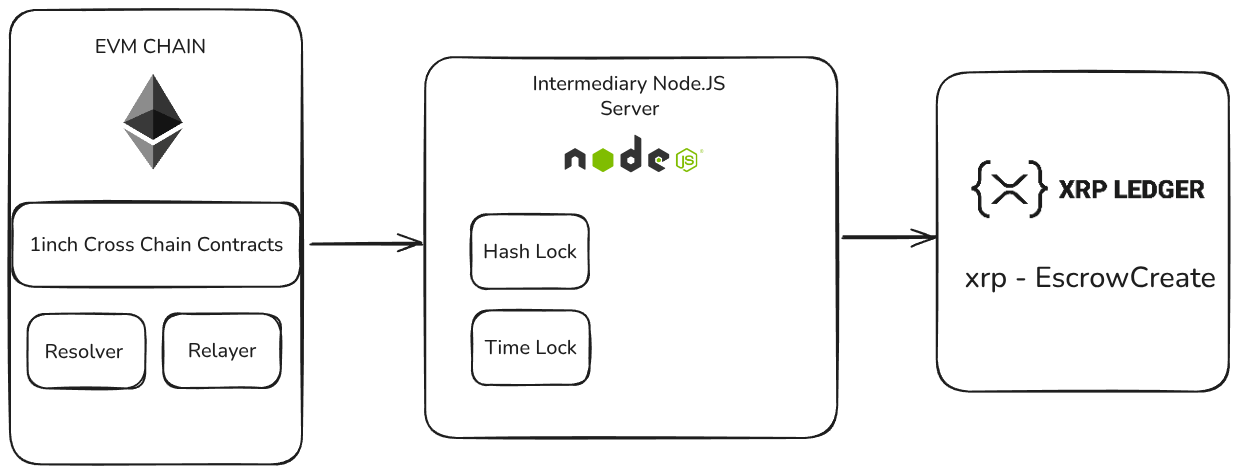 EVM CHAIN
1inch Cross Chain Contracts
Resolver
Relayer
Intermediary Node.JS
Server
node JS
Hash Lock
Time Lock
XRP LEDGER
xrp - EscrowCreate